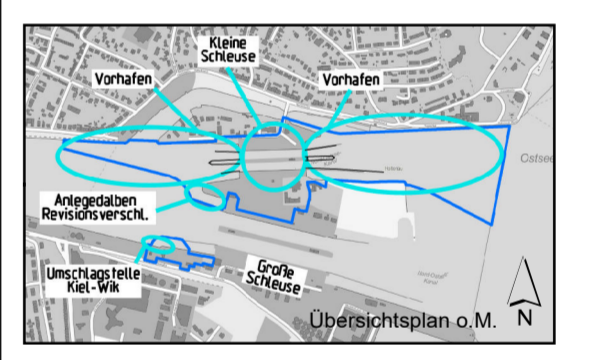 Kleine
Schleuse
Vorhafen
Vorhafen
Ostsee
Anlegedalben
Revisionsverschl.
Umschlagstelle
Kiel-Wik
Große
Schleuse
Übersichtsplan o.M.
N